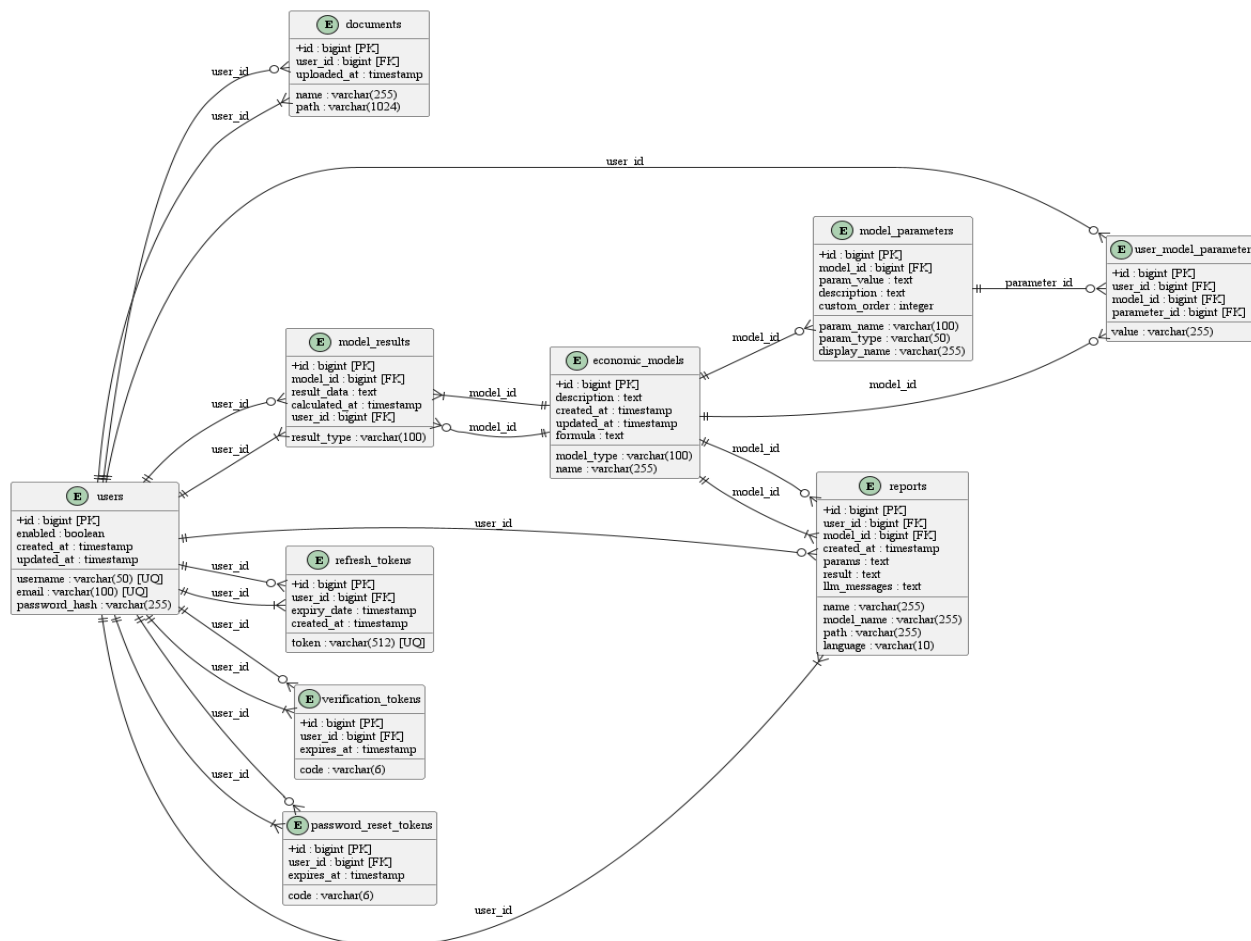 E documents
+id : bigint [PK]
user_id : bigint [FK]
uploaded_at : timestamp
name : varchar(255)
path : varchar(1024)
user_id
user_id
user_id
E model_parameters
+id : bigint [PK]
model_id : bigint [FK]
param_value : text
description : text
custom_order : integer
param_name : varchar(100)
param_type : varchar(50)
display_name : varchar(255)
E user_model_parameter
+id : bigint [PK]
user_id : bigint [FK]
model_id : bigint [FK]
parameter_id : bigint [FK]
value : varchar(255)
parameter_id
model_id
model_id
E model_results
+id : bigint [PK]
model_id : bigint [FK]
result_data : text
calculated_at : timestamp
user_id : bigint [FK]
result_type : varchar(100)
user_id
user_id
model_id
model_id
E economic_models
+id : bigint [PK]
description : text
created_at : timestamp
updated_at : timestamp
formula : text
model_type : varchar(100)
name : varchar(255)
model_id
model_id
E reports
+id : bigint [PK]
user_id : bigint [FK]
model_id : bigint [FK]
created_at : timestamp
params : text
result : text
llm_messages : text
name : varchar(255)
model_name : varchar(255)
path : varchar(255)
language : varchar(10)
E users
+id : bigint [PK]
enabled : boolean
created_at : timestamp
updated_at : timestamp
username : varchar(50) [UQ]
email : varchar(100) [UQ]
password_hash : varchar(255)
user_id
user_id
user_id
E refresh_tokens
+id : bigint [PK]
user_id : bigint [FK]
expiry_date : timestamp
created_at : timestamp
token : varchar(512) [UQ]
user_id
user_id
E verification_tokens
+id : bigint [PK]
user_id : bigint [FK]
expires_at : timestamp
code : varchar(6)
user_id
user_id
E password_reset_tokens
+id : bigint [PK]
user_id : bigint [FK]
expires_at : timestamp
code : varchar(6)
user_id